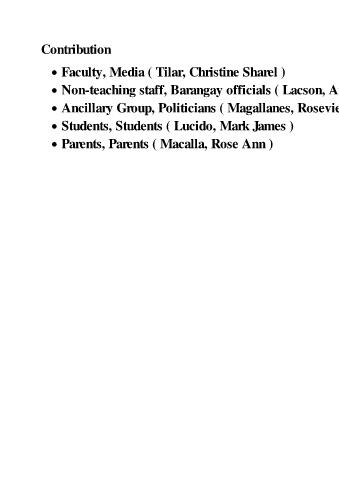 Contribution
• Faculty, Media ( Tilar, Christine Sharel )
• Non-teaching staff, Barangay officials ( Lacson, A
• Ancillary Group, Politicians ( Magallanes, Rosevie
• Students, Students ( Lucido, Mark James )
• Parents, Parents ( Macalla, Rose Ann )